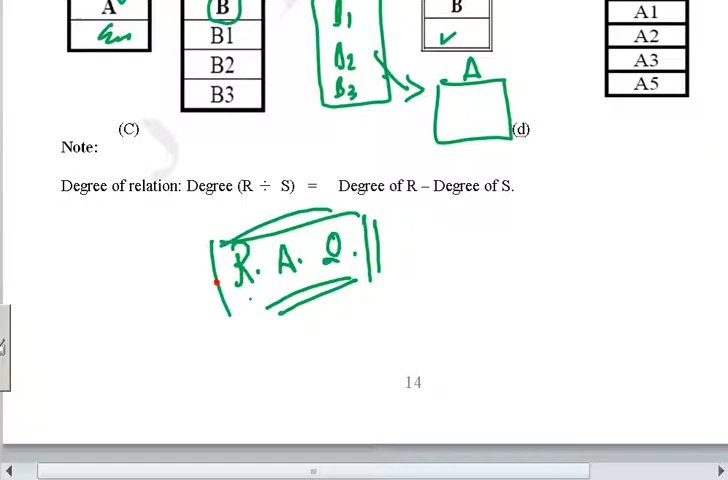 A B B1 B A1
B1 B2 A2
B2 B2 A A3
B3 B3 A5
(C) (d)
Note:
Degree of relation: Degree (R ÷ S) = Degree of R – Degree of S.
R. A. Q.
14